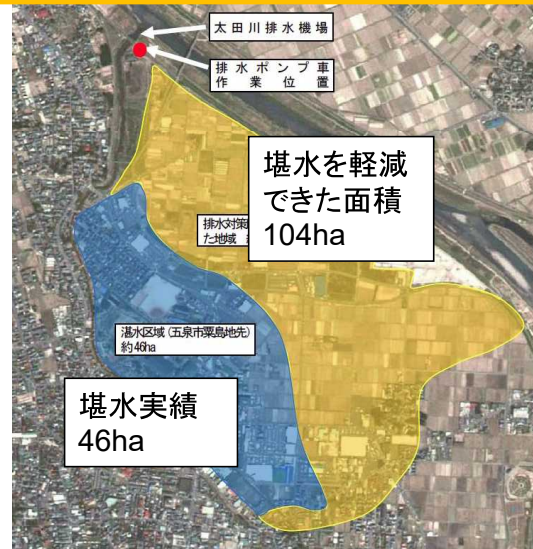 太田川排水機場
排水ポンプ車
作業位置
堪水を軽減
できた面積
104ha
排水対策
た地域
湛水区域(五泉市粟島地先)
約46ha
堪水実績
46ha